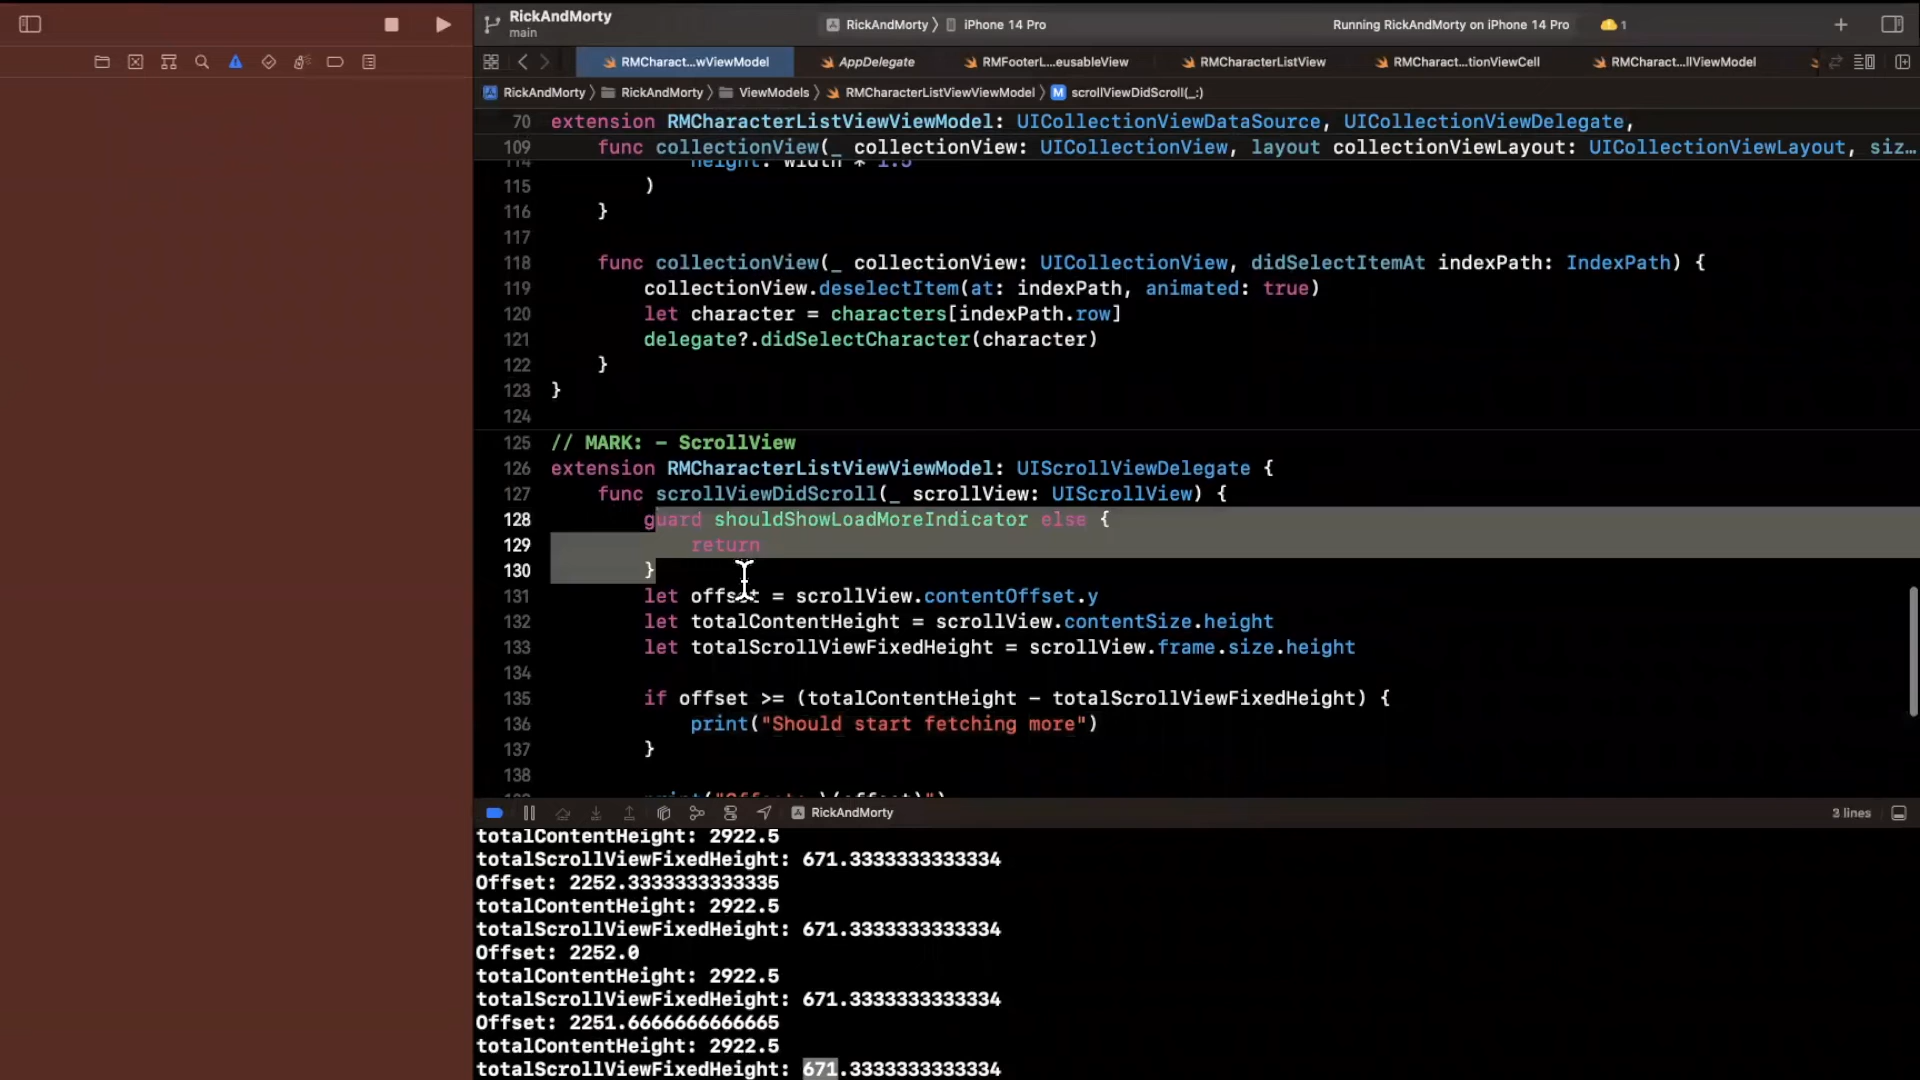 RickAndMorty
main
RickAndMorty
iPhone 14 Pro
Running RickAndMorty on iPhone 14 Pro
1
RMCharact...wViewModel
AppDelegate
RMFooterL...eusableView
RMCharacterListView
RMCharact...tionViewCell
RMCharact...llViewModel
RickAndMorty
RickAndMorty
ViewModels
RMCharacterListViewViewModel
M scrollViewDidScroll(_:)
70 extension RMCharacterListViewViewModel: UICollectionViewDataSource, UICollectionViewDelegate,
109 func collectionView(_ collectionView: UICollectionView, layout collectionViewLayout: UICollectionViewLayout, siz…
114 height: width * 1.5
115 )
116 }
117
118 func collectionView(_ collectionView: UICollectionView, didSelectItemAt indexPath: IndexPath) {
119 collectionView.deselectItem(at: indexPath, animated: true)
120 let character = characters[indexPath.row]
121 delegate?.didSelectCharacter(character)
122 }
123 }
124
125 // MARK: - ScrollView
126 extension RMCharacterListViewViewModel: UIScrollViewDelegate {
127 func scrollViewDidScroll(_ scrollView: UIScrollView) {
128 guard shouldShowLoadMoreIndicator else {
129 return
130 }
131 let offset = scrollView.contentOffset.y
132 let totalContentHeight = scrollView.contentSize.height
133 let totalScrollViewFixedHeight = scrollView.frame.size.height
134
135 if offset >= (totalContentHeight - totalScrollViewFixedHeight) {
136 print("Should start fetching more")
137 }
138
RickAndMorty
3 lines
totalContentHeight: 2922.5
totalScrollViewFixedHeight: 671.3333333333334
Offset: 2252.3333333333335
totalContentHeight: 2922.5
totalScrollViewFixedHeight: 671.3333333333334
Offset: 2252.0
totalContentHeight: 2922.5
totalScrollViewFixedHeight: 671.3333333333334
Offset: 2251.6666666666665
totalContentHeight: 2922.5
totalScrollViewFixedHeight: 671.3333333333334